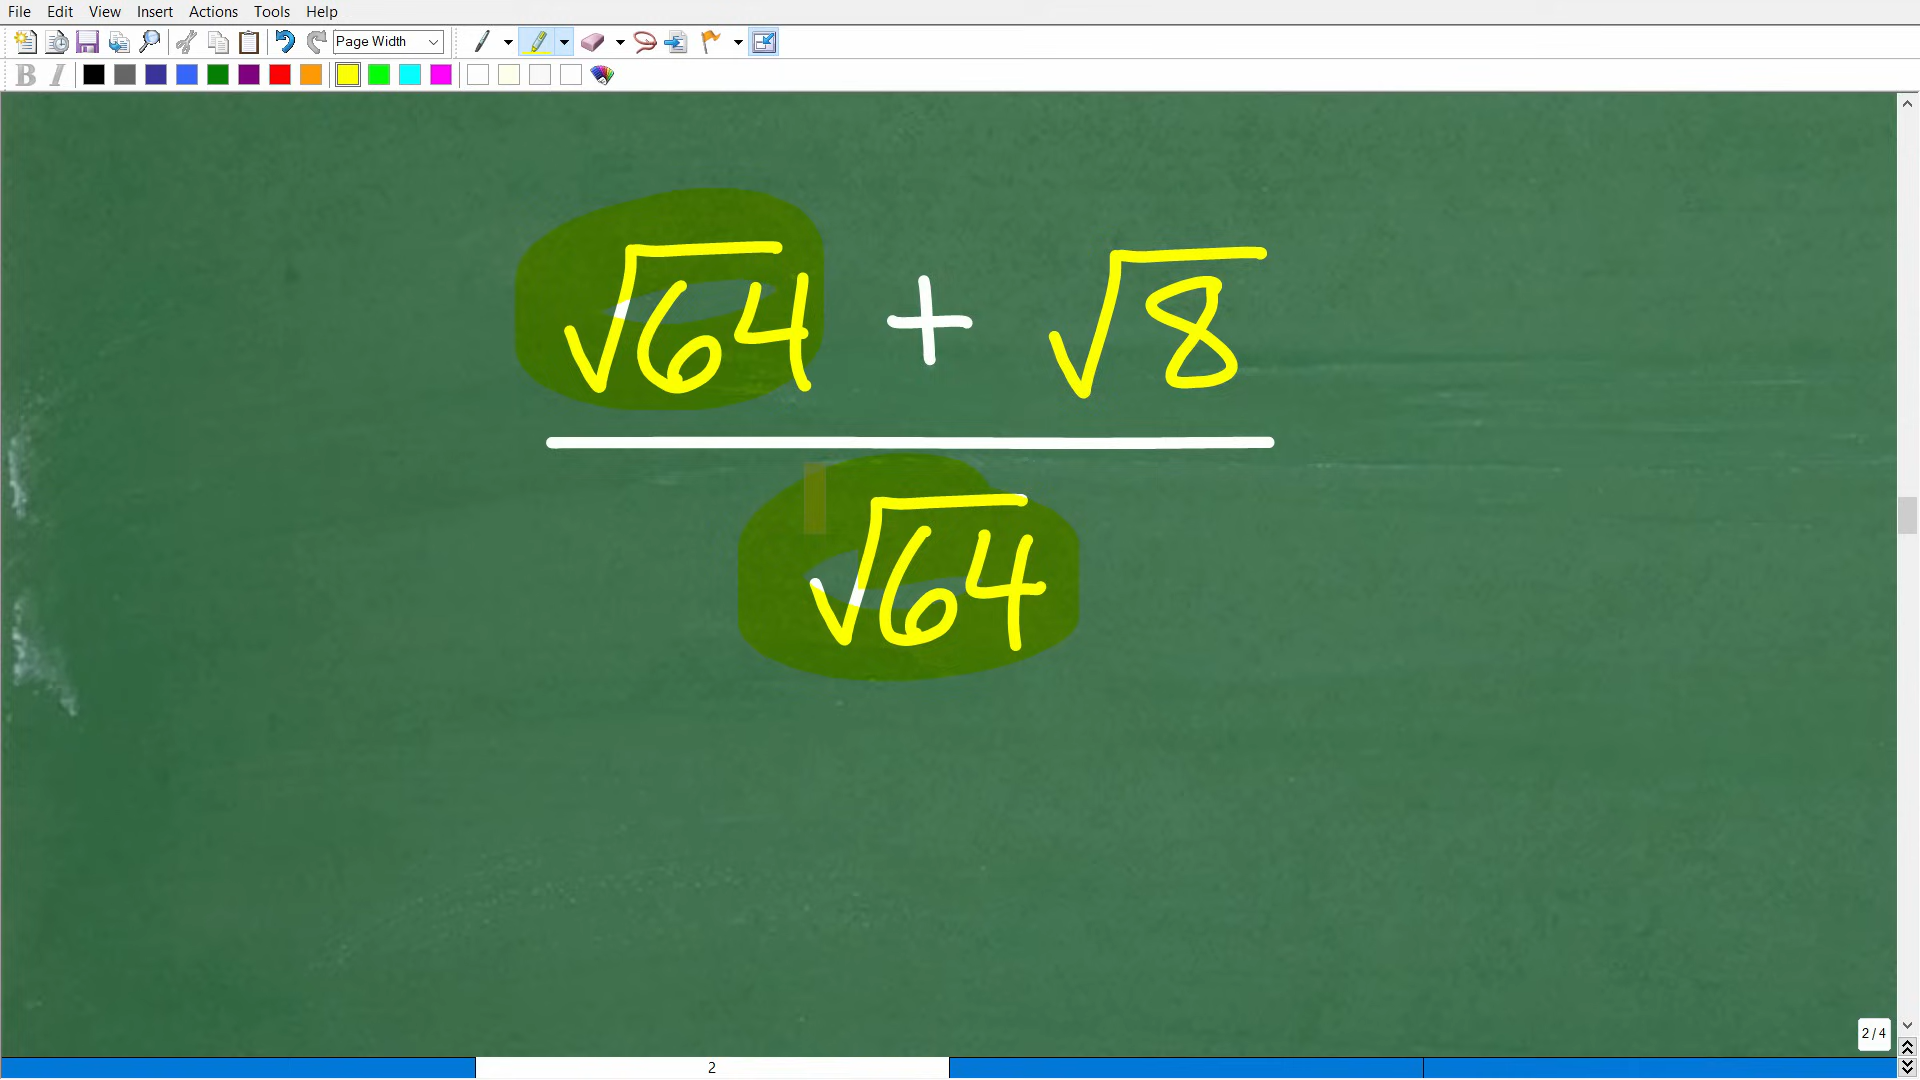 File Edit View Insert Actions Tools Help
Page Width
B I
√64 + √8
√64
2 / 4
2